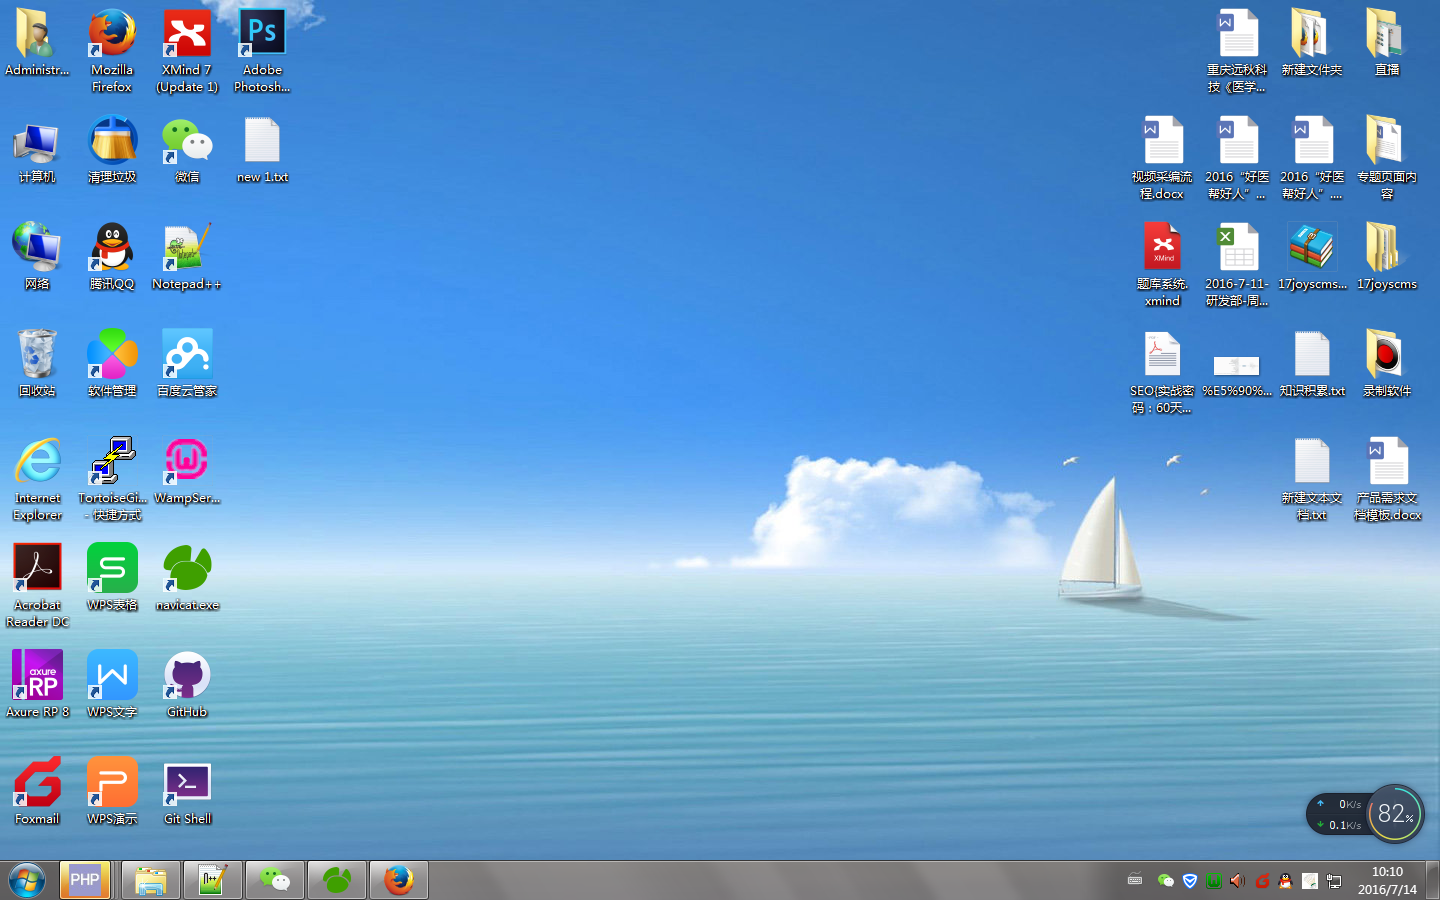 Administr...
Mozilla
Firefox
XMind 7
(Update 1)
Ps
Adobe
Photosh...
W
重庆远秋科
技《医学...
新建文件夹
直播
计算机
清理垃圾
微信
new 1.txt
W
视频采编流
程.docx
W
2016“好医
帮好人”...
W
2016“好医
帮好人”....
专题页面内
容
网络
腾讯QQ
Notepad++
XMind
题库系统.
xmind
X
2016-7-11-
研发部-周...
17joyscms...
17joyscms
回收站
软件管理
百度云管家
SEO(实战密
码：60天...
%E5%90%...
知识积累.txt
录制软件
Internet
Explorer
TortoiseGi...
- 快捷方式
WampSer...
新建文本文
档.txt
W
产品需求文
档模板.docx
Acrobat
Reader DC
S
WPS表格
navicat.exe
axure
RP
Axure RP 8
W
WPS文字
GitHub
Foxmail
P
WPS演示
>_
Git Shell
0K/s
0.1K/s
82%
PHP
10:10
2016/7/14